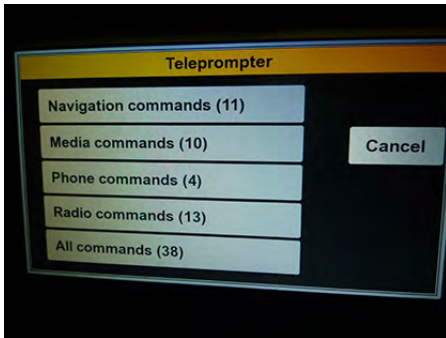 Teleprompter
Navigation commands (11)
Media commands (10)
Cancel
Phone commands (4)
Radio commands (13)
All commands (38)